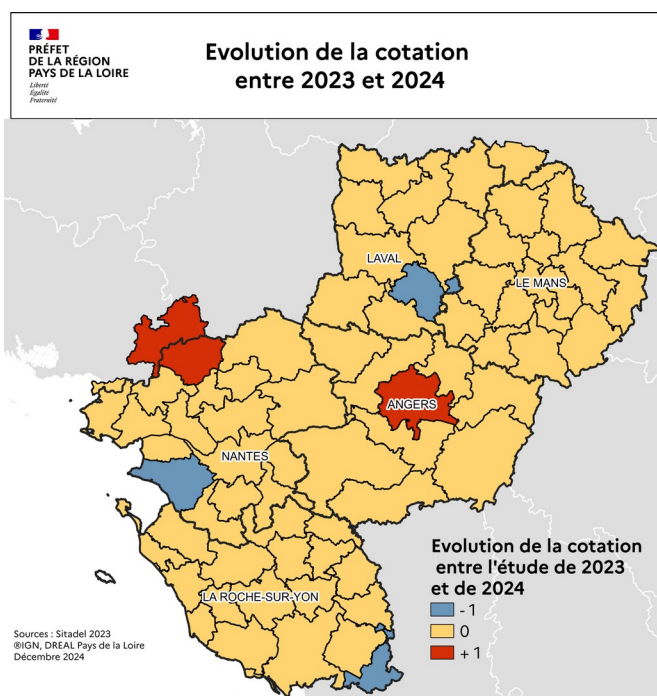 PRÉFET
DE LA RÉGION
PAYS DE LA LOIRE
Liberté
Égalité
Fraternité
Evolution de la cotation
entre 2023 et 2024
LAVAL
LE MANS
ANGERS
NANTES
LA ROCHE-SUR-YON
Evolution de la cotation
entre l'étude de 2023
et de 2024
-1
0
+1
Sources : Sitadel 2023
®IGN, DREAL Pays de la Loire
Décembre 2024